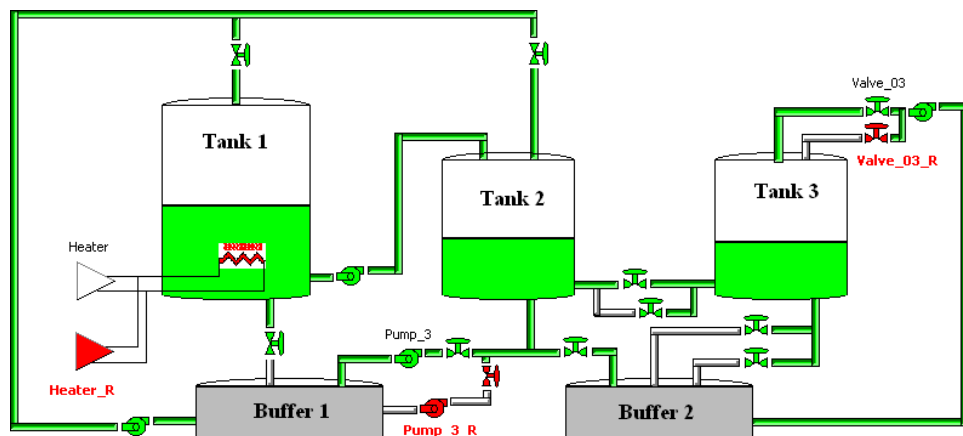 Valve_03
Tank 1
Valve_03_R
Tank 2
Tank 3
Heater
Pump_3
Heater_R
Buffer 1
Buffer 2
Pump_3_R